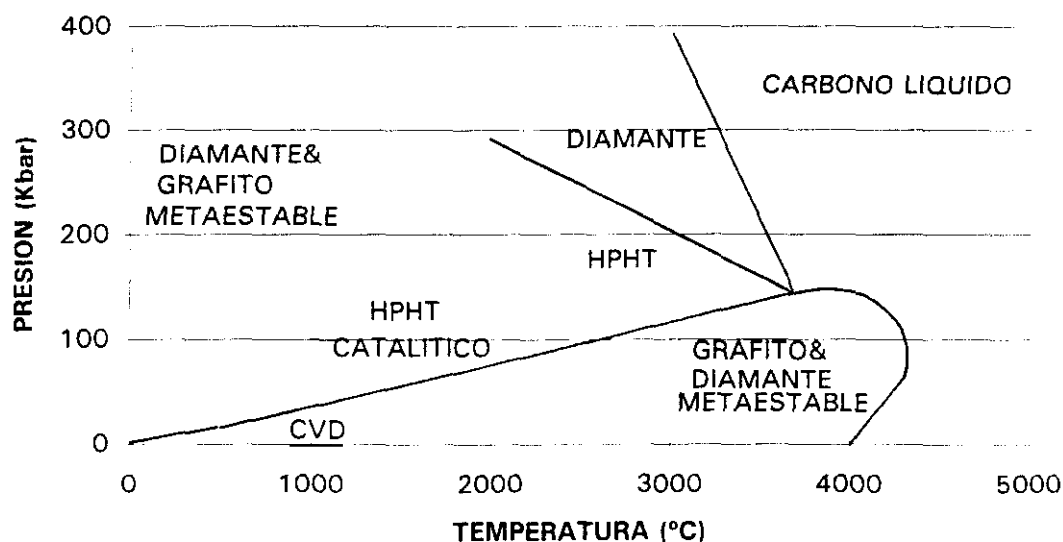 400
300
200
100
0
PRESION (Kbar)
CARBONO LIQUIDO
DIAMANTE
DIAMANTE&
GRAFITO
METAESTABLE
HPHT
HPHT
CATALITICO
GRAFITO&
DIAMANTE
METAESTABLE
CVD
0 1000 2000 3000 4000 5000
TEMPERATURA (ºC)